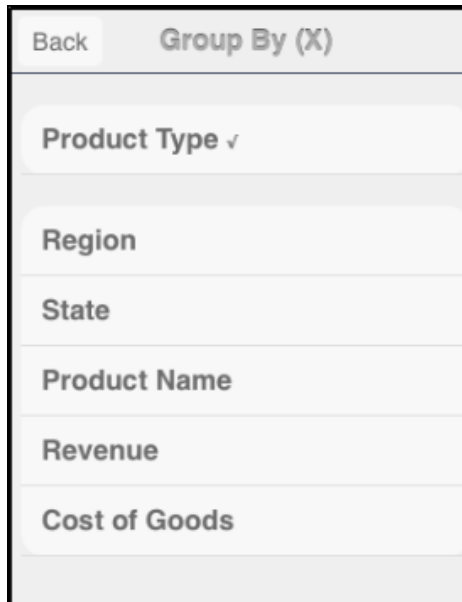 Back Group By (X)
Product Type √
Region
State
Product Name
Revenue
Cost of Goods